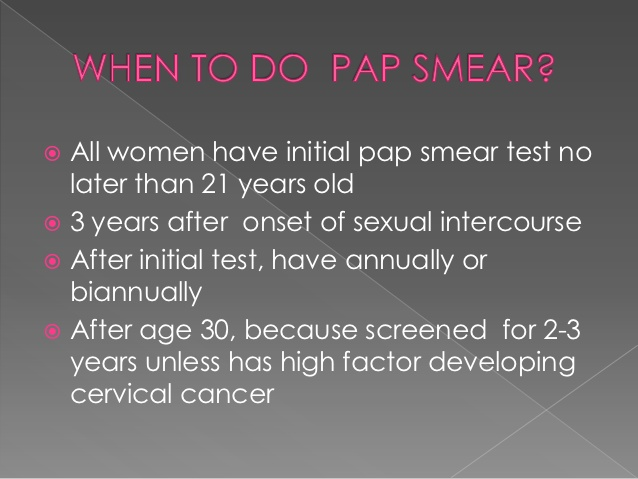 WHEN TO DO PAP SMEAR?
All women have initial pap smear test no
later than 21 years old
3 years after onset of sexual intercourse
After initial test, have annually or
biannually
After age 30, because screened for 2-3
years unless has high factor developing
cervical cancer